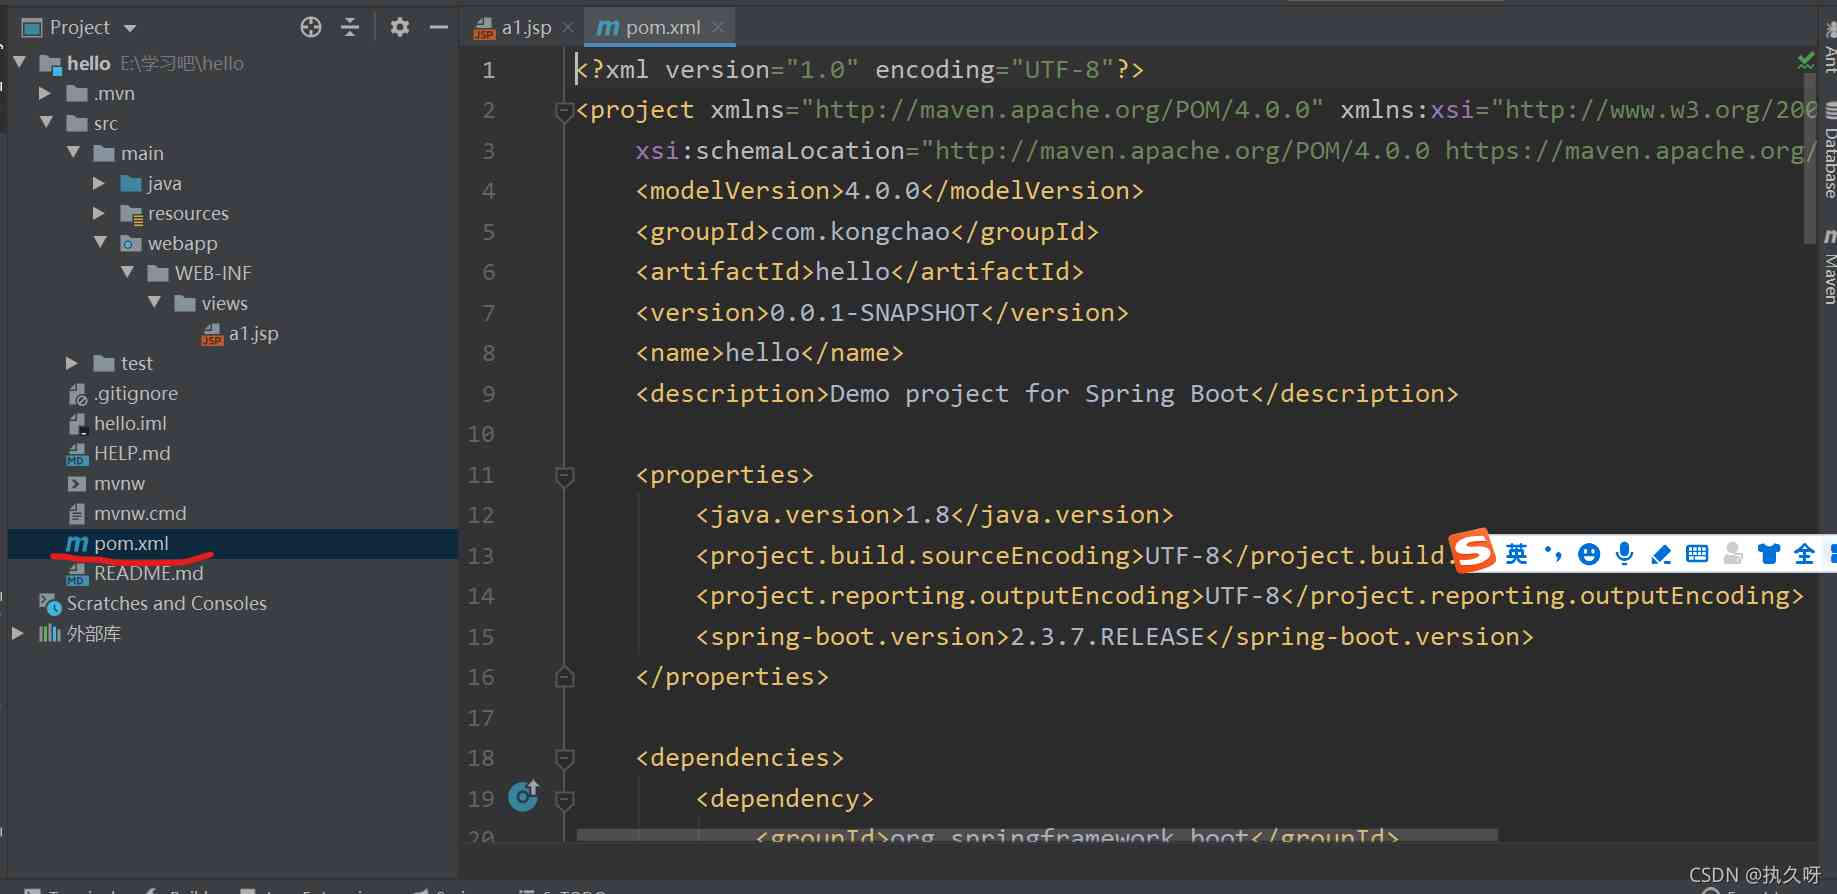 Project
a1.jsp
pom.xml
hello E:\学习吧\hello
.mvn
src
main
java
resources
webapp
WEB-INF
views
a1.jsp
test
.gitignore
hello.iml
HELP.md
mvnw
mvnw.cmd
pom.xml
README.md
Scratches and Consoles
外部库
1 <?xml version="1.0" encoding="UTF-8"?>
2 <project xmlns="http://maven.apache.org/POM/4.0.0" xmlns:xsi="http://www.w3.org/200
3 xsi:schemaLocation="http://maven.apache.org/POM/4.0.0 https://maven.apache.org/
4 <modelVersion>4.0.0</modelVersion>
5 <groupId>com.kongchao</groupId>
6 <artifactId>hello</artifactId>
7 <version>0.0.1-SNAPSHOT</version>
8 <name>hello</name>
9 <description>Demo project for Spring Boot</description>
10
11 <properties>
12 <java.version>1.8</java.version>
13 <project.build.sourceEncoding>UTF-8</project.build.
14 <project.reporting.outputEncoding>UTF-8</project.reporting.outputEncoding>
15 <spring-boot.version>2.3.7.RELEASE</spring-boot.version>
16 </properties>
17
18 <dependencies>
19 <dependency>
20 <groupId>org.springframework.boot</groupId>
英
全
Ant
Database
Maven
CSDN @执久呀